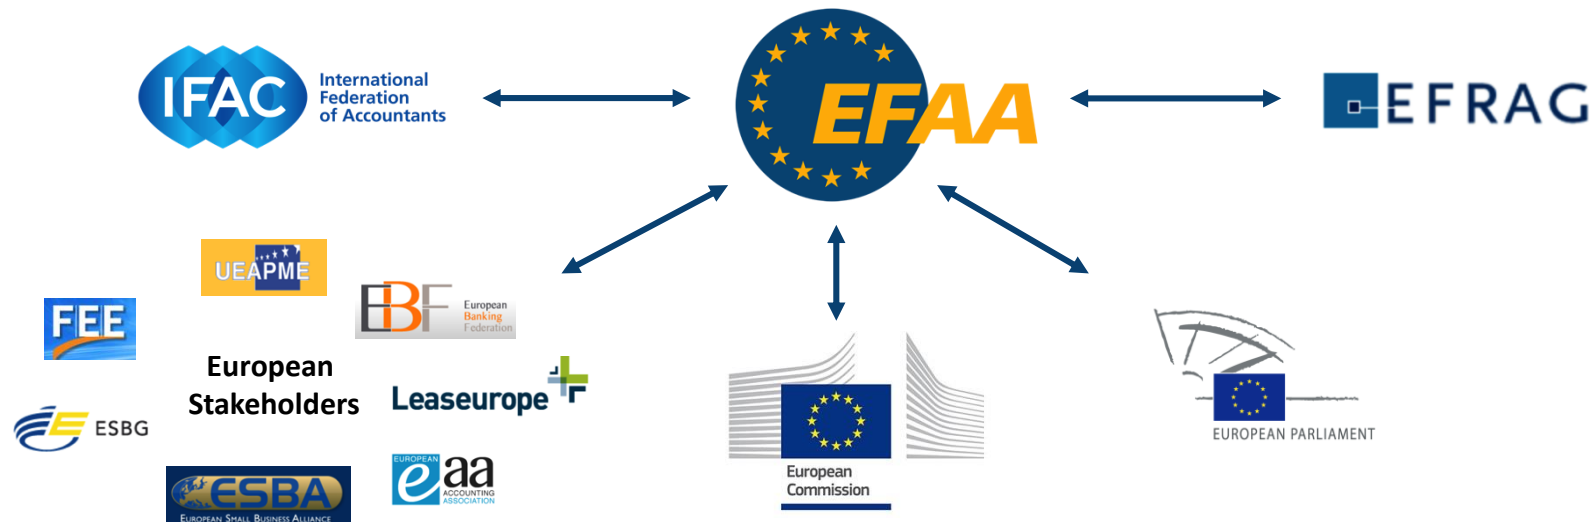 IFAC
International
Federation
of Accountants
EFAA
EFRAG
UEAPME
FEE
EBF
European
Banking
Federation
European
Stakeholders
Leaseurope
ESBG
ESBA
EUROPEAN SMALL BUSINESS ALLIANCE
EUROPEAN
eaa
ACCOUNTING
ASSOCIATION
European
Commission
EUROPEAN PARLIAMENT